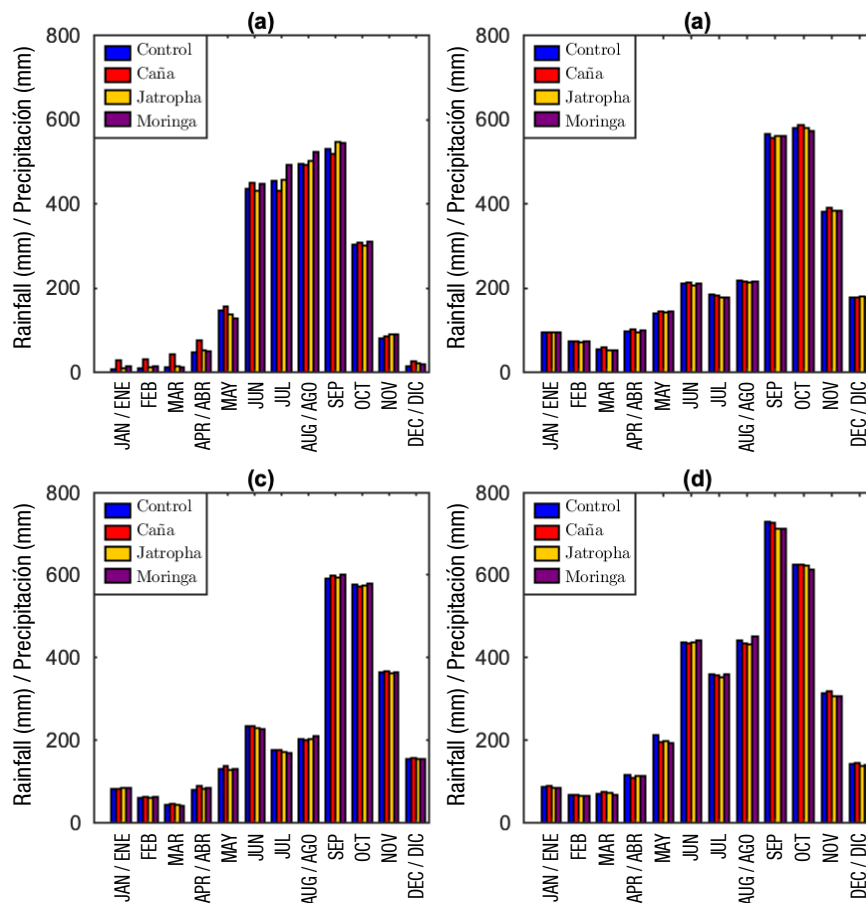 (a)
Rainfall (mm) / Precipitación (mm)
800
600
400
200
0
Control
Caña
Jatropha
Moringa
JAN / ENE
FEB
MAR
APR / ABR
MAY
JUN
JUL
AUG / AGO
SEP
OCT
NOV
DEC / DIC
(a)
Rainfall (mm) / Precipitación (mm)
800
600
400
200
0
Control
Caña
Jatropha
Moringa
JAN / ENE
FEB
MAR
APR / ABR
MAY
JUN
JUL
AUG / AGO
SEP
OCT
NOV
DEC / DIC
(c)
Rainfall (mm) / Precipitación (mm)
800
600
400
200
0
Control
Caña
Jatropha
Moringa
JAN / ENE
FEB
MAR
APR / ABR
MAY
JUN
JUL
AUG / AGO
SEP
OCT
NOV
DEC / DIC
(d)
Rainfall (mm) / Precipitación (mm)
800
600
400
200
0
Control
Caña
Jatropha
Moringa
JAN / ENE
FEB
MAR
APR / ABR
MAY
JUN
JUL
AUG / AGO
SEP
OCT
NOV
DEC / DIC